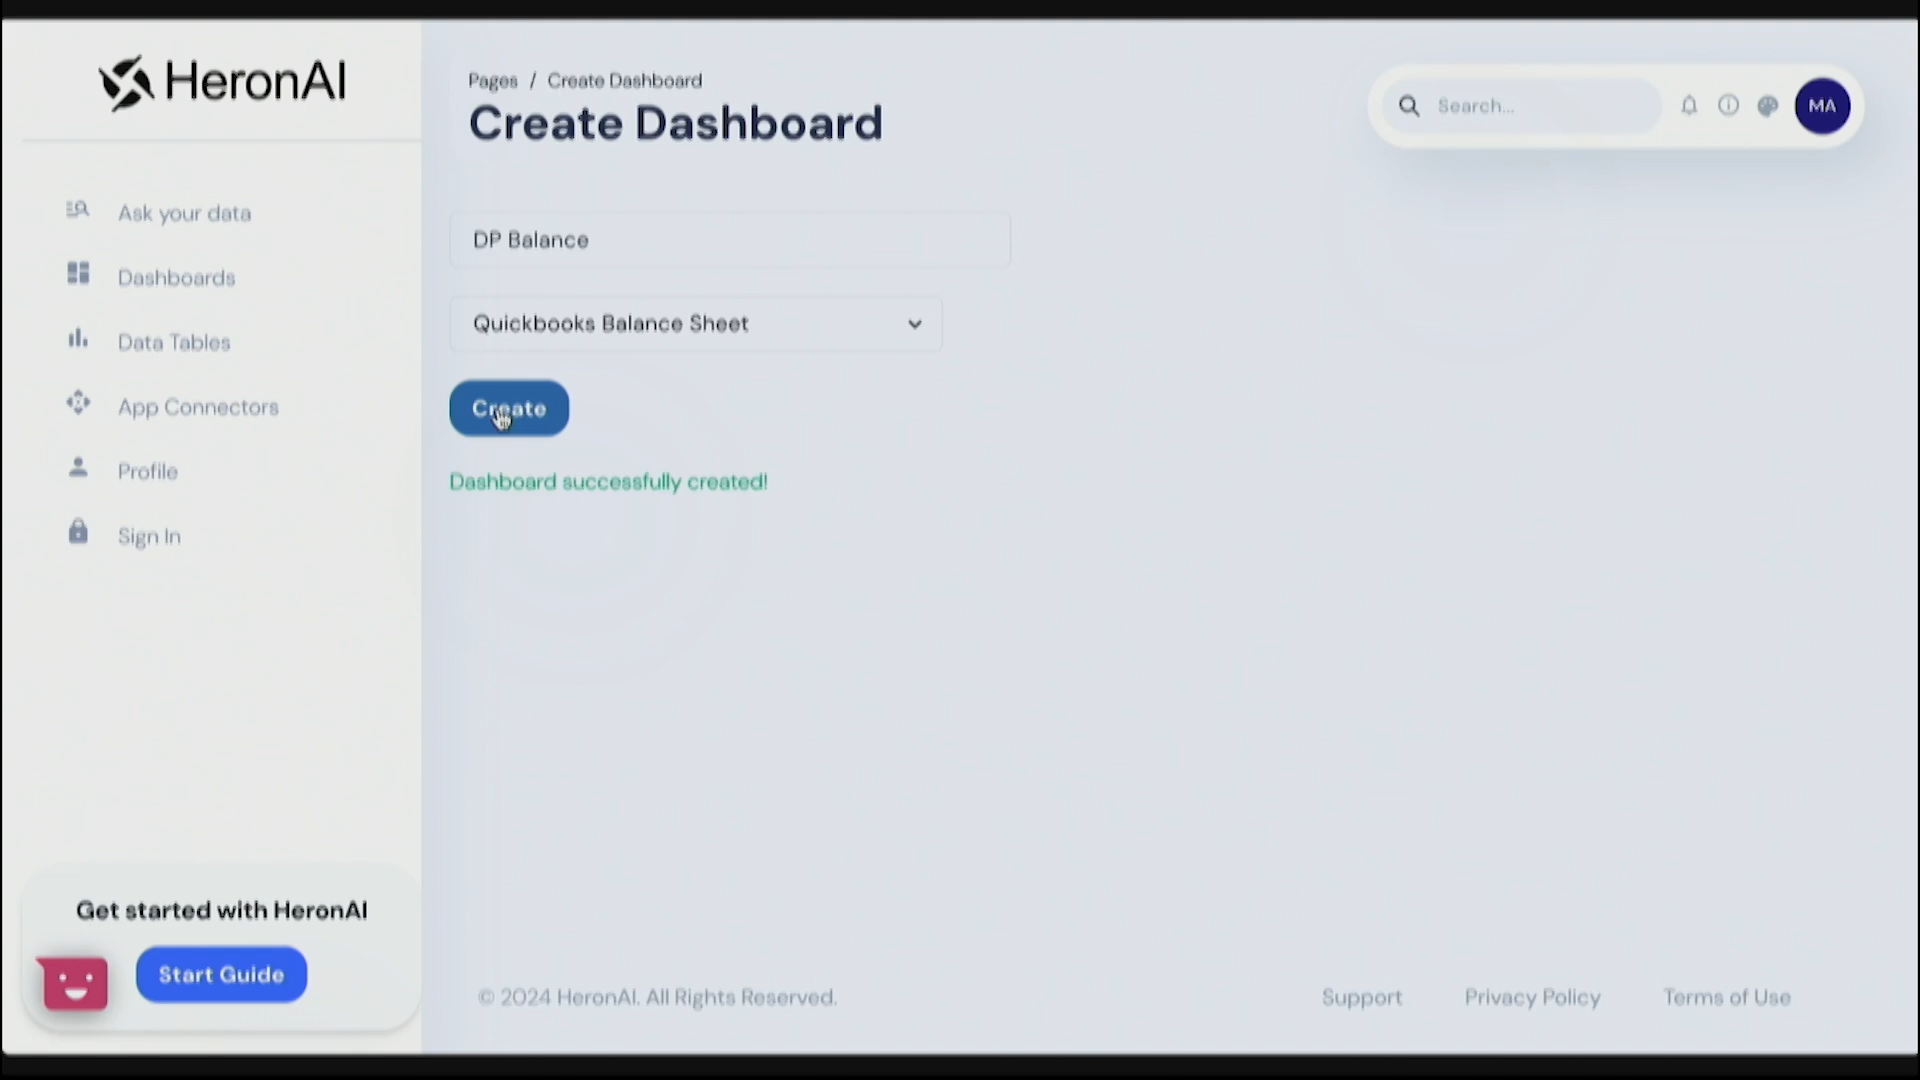 HeronAI
Ask your data
Dashboards
Data Tables
App Connectors
Profile
Sign In
Get started with HeronAI
Start Guide
Pages / Create Dashboard
Create Dashboard
Search...
MA
DP Balance
Quickbooks Balance Sheet
Create
Dashboard successfully created!
© 2024 HeronAI. All Rights Reserved.
Support
Privacy Policy
Terms of Use